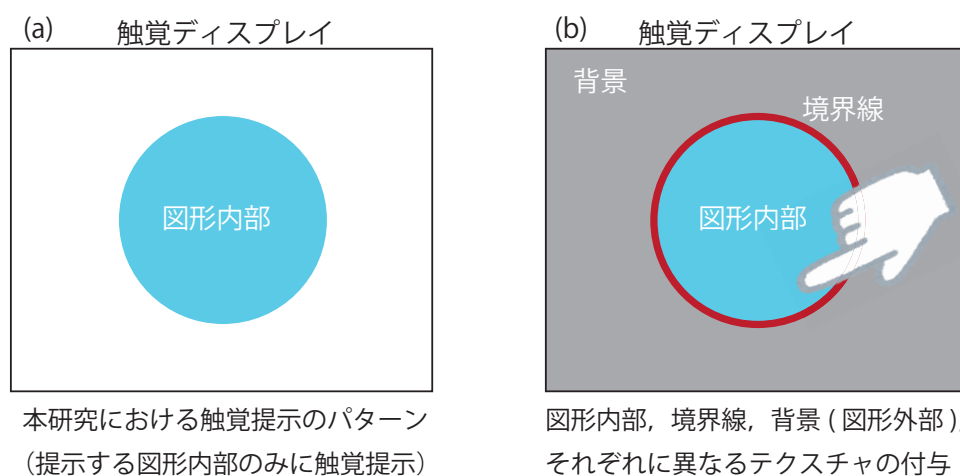 (a) 触覚ディスプレイ
図形内部
本研究における触覚提示のパターン
（提示する図形内部のみに触覚提示）
(b) 触覚ディスプレイ
背景
境界線
図形内部
図形内部，境界線，背景 ( 図形外部 ),
それぞれに異なるテクスチャの付与